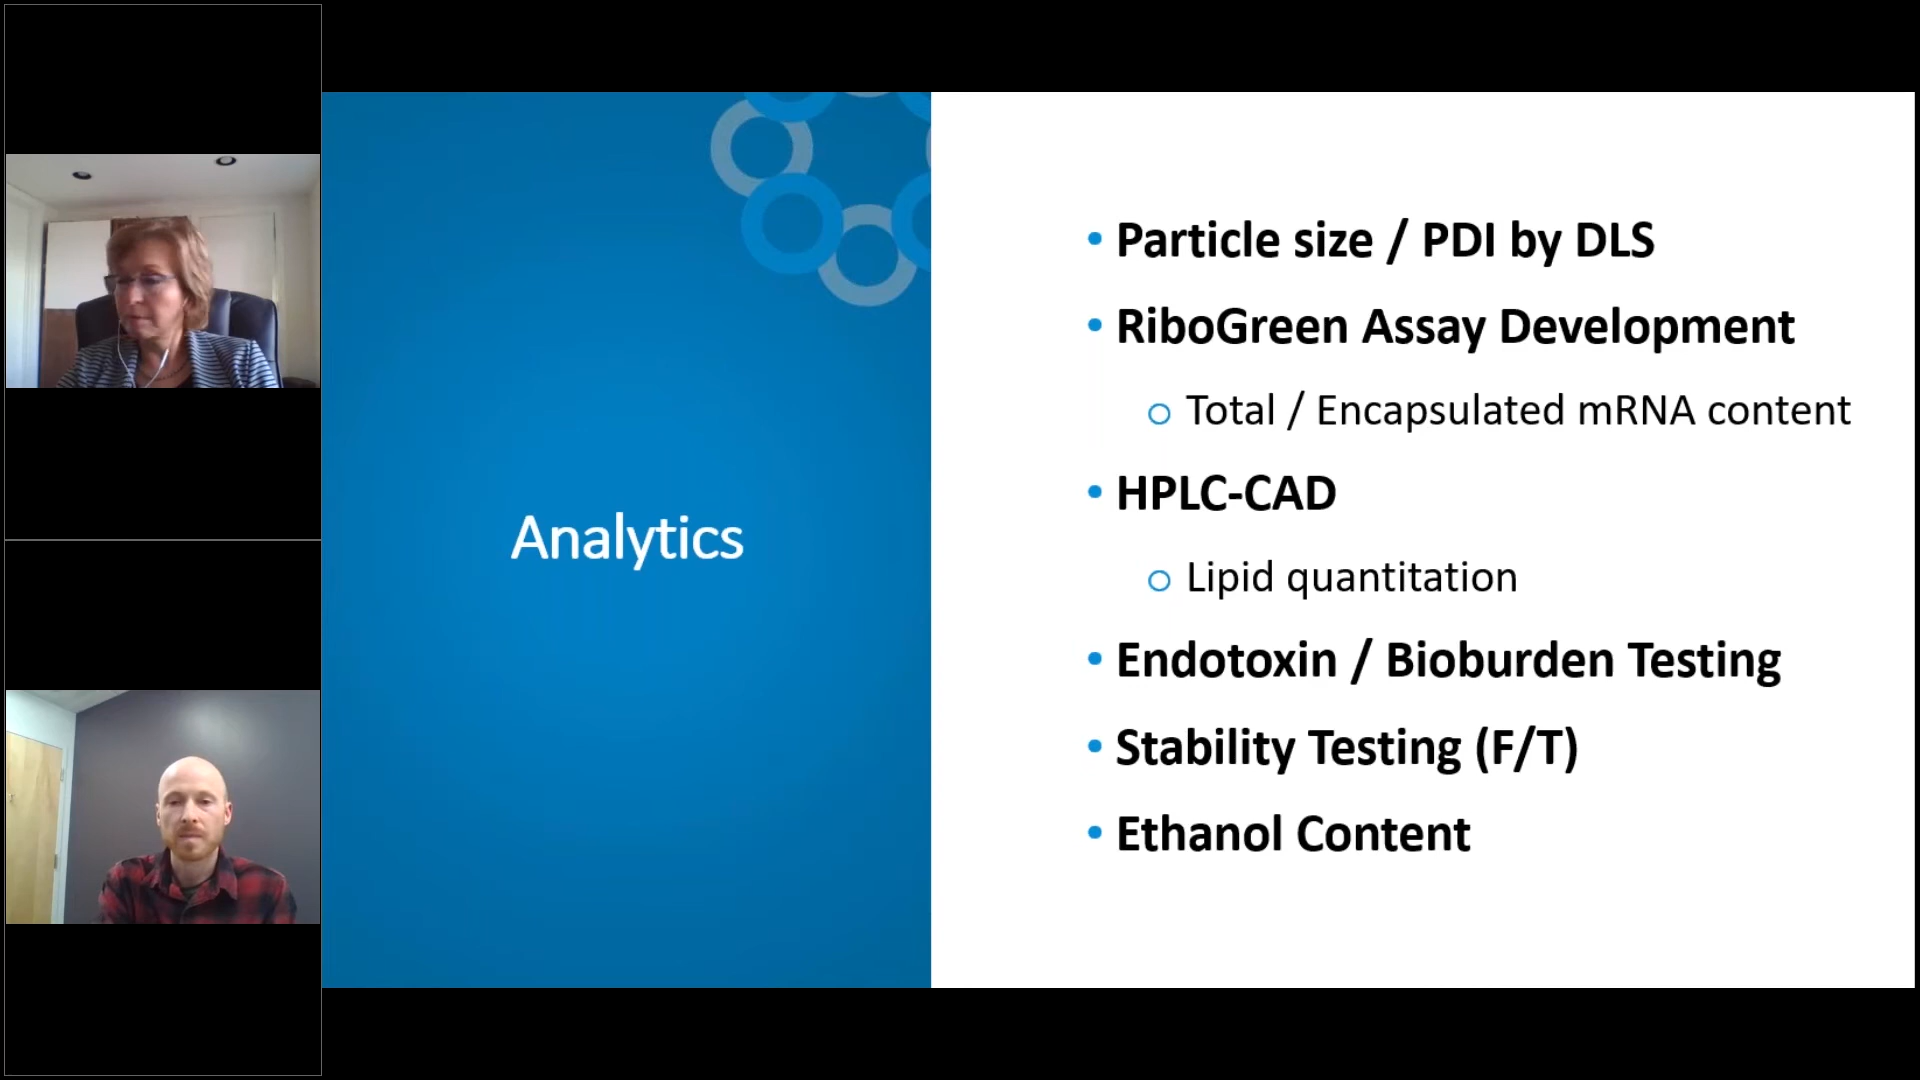 Analytics
• Particle size / PDI by DLS
• RiboGreen Assay Development
○ Total / Encapsulated mRNA content
• HPLC-CAD
○ Lipid quantitation
• Endotoxin / Bioburden Testing
• Stability Testing (F/T)
• Ethanol Content